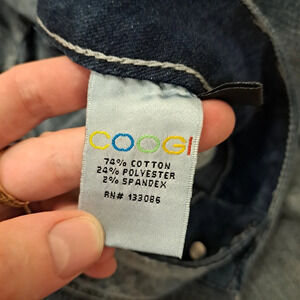 COOGI
74% COTTON
24% POLYESTER
2% SPANDEX
RN# 133086